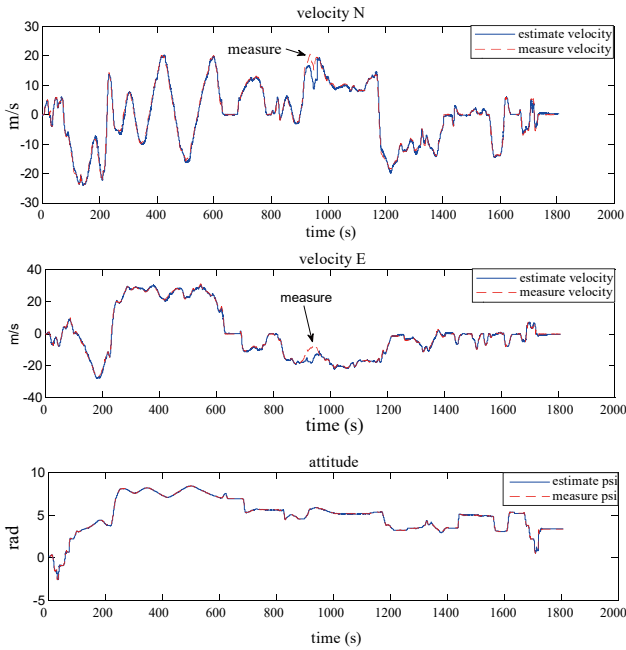 velocity N
30
20
10
0
-10
-20
-30
m/s
measure
estimate velocity
measure velocity
0 200 400 600 800 1000 1200 1400 1600 1800 2000
time (s)
velocity E
40
20
0
-20
-40
m/s
measure
estimate velocity
measure velocity
0 200 400 600 800 1000 1200 1400 1600 1800 2000
time (s)
attitude
10
5
0
-5
rad
estimate psi
measure psi
0 200 400 600 800 1000 1200 1400 1600 1800 2000
time (s)